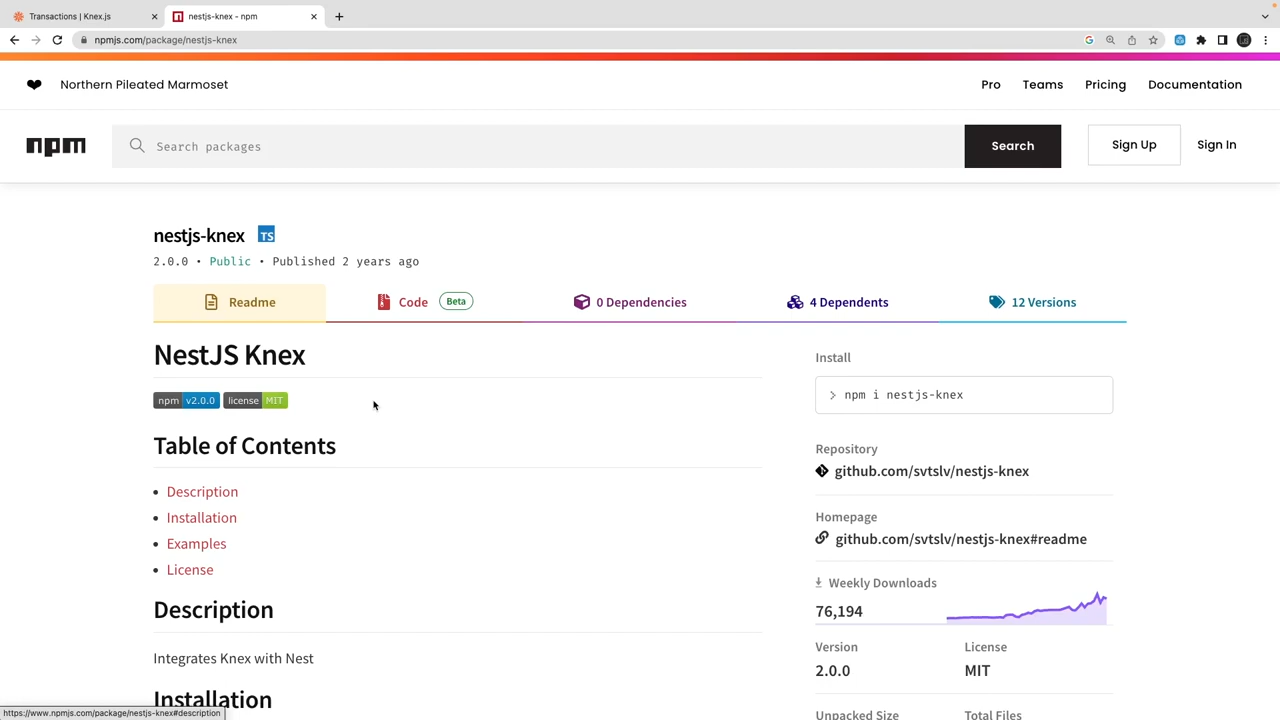 Transactions | Knex.js
nestjs-knex - npm
npmjs.com/package/nestjs-knex
Northern Pileated Marmoset
Pro
Teams
Pricing
Documentation
npm
Search packages
Search
Sign Up
Sign In
nestjs-knex
TS
2.0.0 • Public • Published 2 years ago
Readme
Code
Beta
0 Dependencies
4 Dependents
12 Versions
NestJS Knex
npm v2.0.0
license MIT
Table of Contents
• Description
• Installation
• Examples
• License
Description
Integrates Knex with Nest
Installation
Install
> npm i nestjs-knex
Repository
github.com/svtslv/nestjs-knex
Homepage
github.com/svtslv/nestjs-knex#readme
Weekly Downloads
76,194
Version
License
2.0.0
MIT
Unpacked Size
Total Files
https://www.npmjs.com/package/nestjs-knex#description